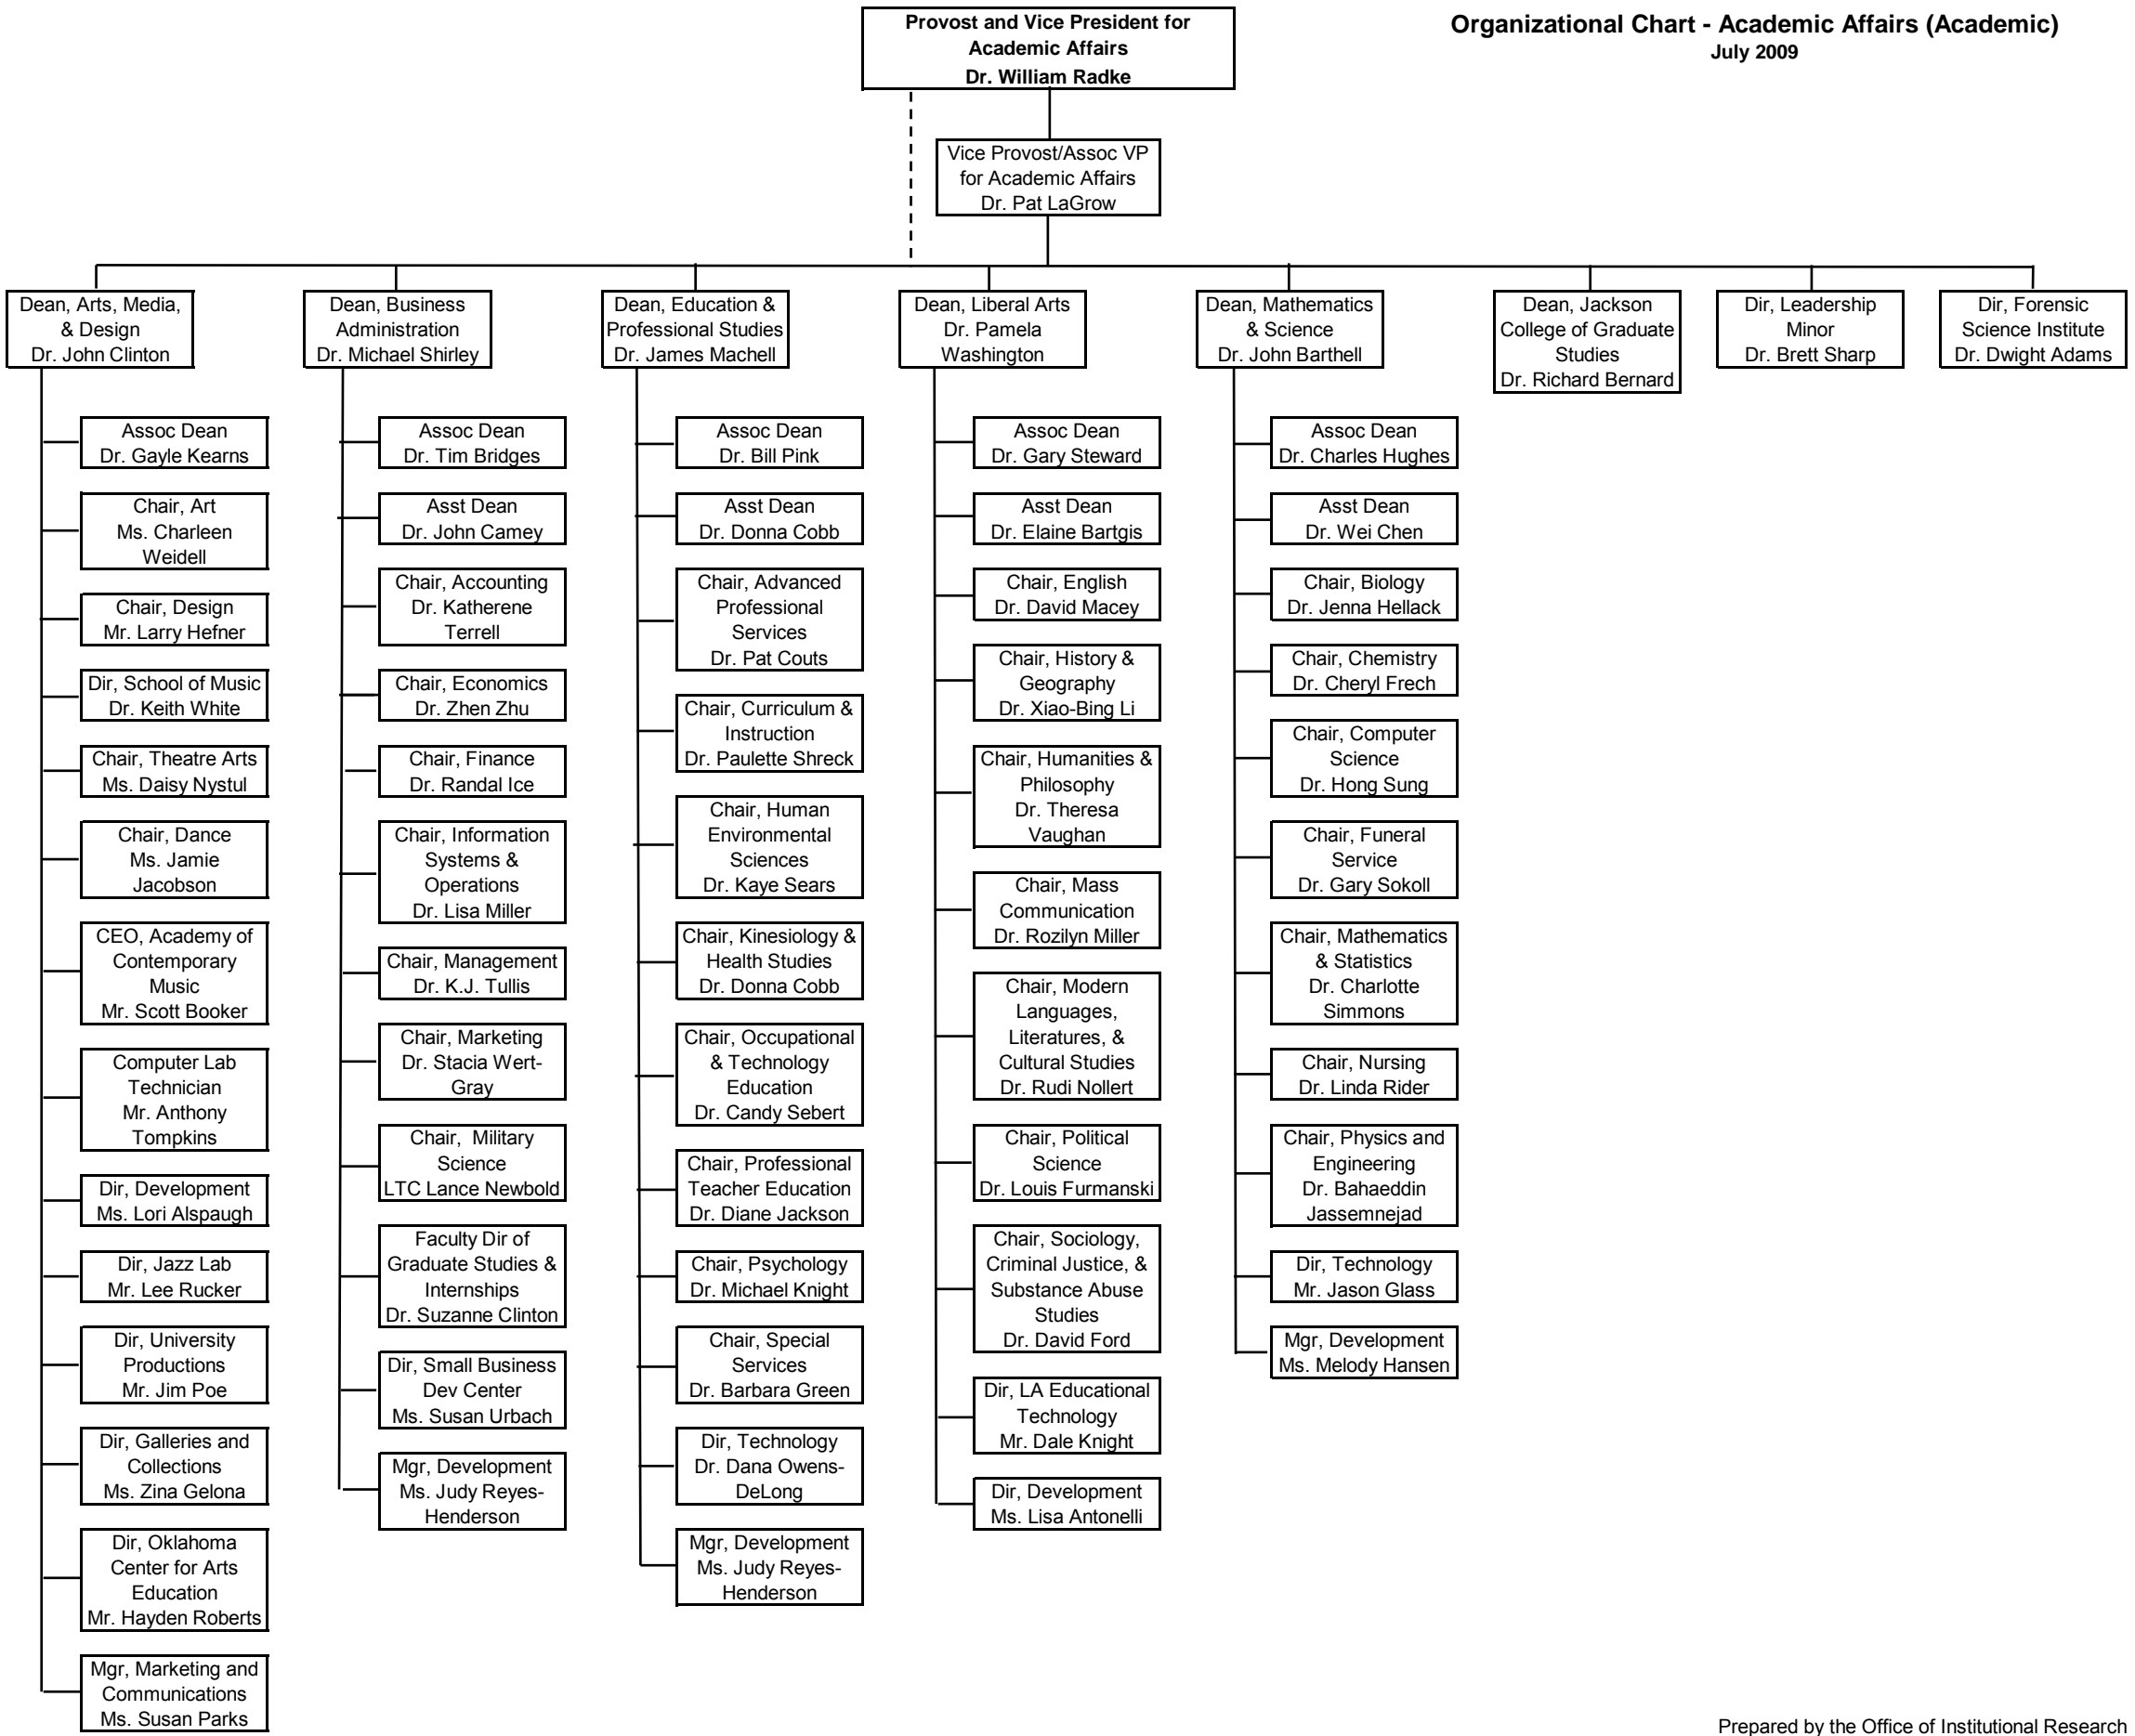 Provost and Vice President for
Academic Affairs
Dr. William Radke
Organizational Chart - Academic Affairs (Academic)
July 2009
Vice Provost/Assoc VP
for Academic Affairs
Dr. Pat LaGrow
Dean, Arts, Media,
& Design
Dr. John Clinton
Dean, Business
Administration
Dr. Michael Shirley
Dean, Education &
Professional Studies
Dr. James Machell
Dean, Liberal Arts
Dr. Pamela
Washington
Dean, Mathematics
& Science
Dr. John Barthell
Dean, Jackson
College of Graduate
Studies
Dr. Richard Bernard
Dir, Leadership
Minor
Dr. Brett Sharp
Dir, Forensic
Science Institute
Dr. Dwight Adams
Assoc Dean
Dr. Gayle Kearns
Chair, Art
Ms. Charleen
Weidell
Chair, Design
Mr. Larry Hefner
Dir, School of Music
Dr. Keith White
Chair, Theatre Arts
Ms. Daisy Nystul
Chair, Dance
Ms. Jamie
Jacobson
CEO, Academy of
Contemporary
Music
Mr. Scott Booker
Computer Lab
Technician
Mr. Anthony
Tompkins
Dir, Development
Ms. Lori Alspaugh
Dir, Jazz Lab
Mr. Lee Rucker
Dir, University
Productions
Mr. Jim Poe
Dir, Galleries and
Collections
Ms. Zina Gelona
Dir, Oklahoma
Center for Arts
Education
Mr. Hayden Roberts
Mgr, Marketing and
Communications
Ms. Susan Parks
Assoc Dean
Dr. Tim Bridges
Asst Dean
Dr. John Camey
Chair, Accounting
Dr. Katherene
Terrell
Chair, Economics
Dr. Zhen Zhu
Chair, Finance
Dr. Randal Ice
Chair, Information
Systems &
Operations
Dr. Lisa Miller
Chair, Management
Dr. K.J. Tullis
Chair, Marketing
Dr. Stacia Wert-
Gray
Chair, Military
Science
LTC Lance Newbold
Faculty Dir of
Graduate Studies &
Internships
Dr. Suzanne Clinton
Dir, Small Business
Dev Center
Ms. Susan Urbach
Mgr, Development
Ms. Judy Reyes-
Henderson
Assoc Dean
Dr. Bill Pink
Asst Dean
Dr. Donna Cobb
Chair, Advanced
Professional
Services
Dr. Pat Couts
Chair, Curriculum &
Instruction
Dr. Paulette Shreck
Chair, Human
Environmental
Sciences
Dr. Kaye Sears
Chair, Kinesiology &
Health Studies
Dr. Donna Cobb
Chair, Occupational
& Technology
Education
Dr. Candy Sebert
Chair, Professional
Teacher Education
Dr. Diane Jackson
Chair, Psychology
Dr. Michael Knight
Chair, Special
Services
Dr. Barbara Green
Dir, Technology
Dr. Dana Owens-
DeLong
Mgr, Development
Ms. Judy Reyes-
Henderson
Assoc Dean
Dr. Gary Steward
Asst Dean
Dr. Elaine Bartgis
Chair, English
Dr. David Macey
Chair, History &
Geography
Dr. Xiao-Bing Li
Chair, Humanities &
Philosophy
Dr. Theresa
Vaughan
Chair, Mass
Communication
Dr. Rozilyn Miller
Chair, Modern
Languages,
Literatures, &
Cultural Studies
Dr. Rudi Nollert
Chair, Political
Science
Dr. Louis Furmanski
Chair, Sociology,
Criminal Justice, &
Substance Abuse
Studies
Dr. David Ford
Dir, LA Educational
Technology
Mr. Dale Knight
Dir, Development
Ms. Lisa Antonelli
Assoc Dean
Dr. Charles Hughes
Asst Dean
Dr. Wei Chen
Chair, Biology
Dr. Jenna Hellack
Chair, Chemistry
Dr. Cheryl Frech
Chair, Computer
Science
Dr. Hong Sung
Chair, Funeral
Service
Dr. Gary Sokoll
Chair, Mathematics
& Statistics
Dr. Charlotte
Simmons
Chair, Nursing
Dr. Linda Rider
Chair, Physics and
Engineering
Dr. Bahaeddin
Jassemnejad
Dir, Technology
Mr. Jason Glass
Mgr, Development
Ms. Melody Hansen
Prepared by the Office of Institutional Research